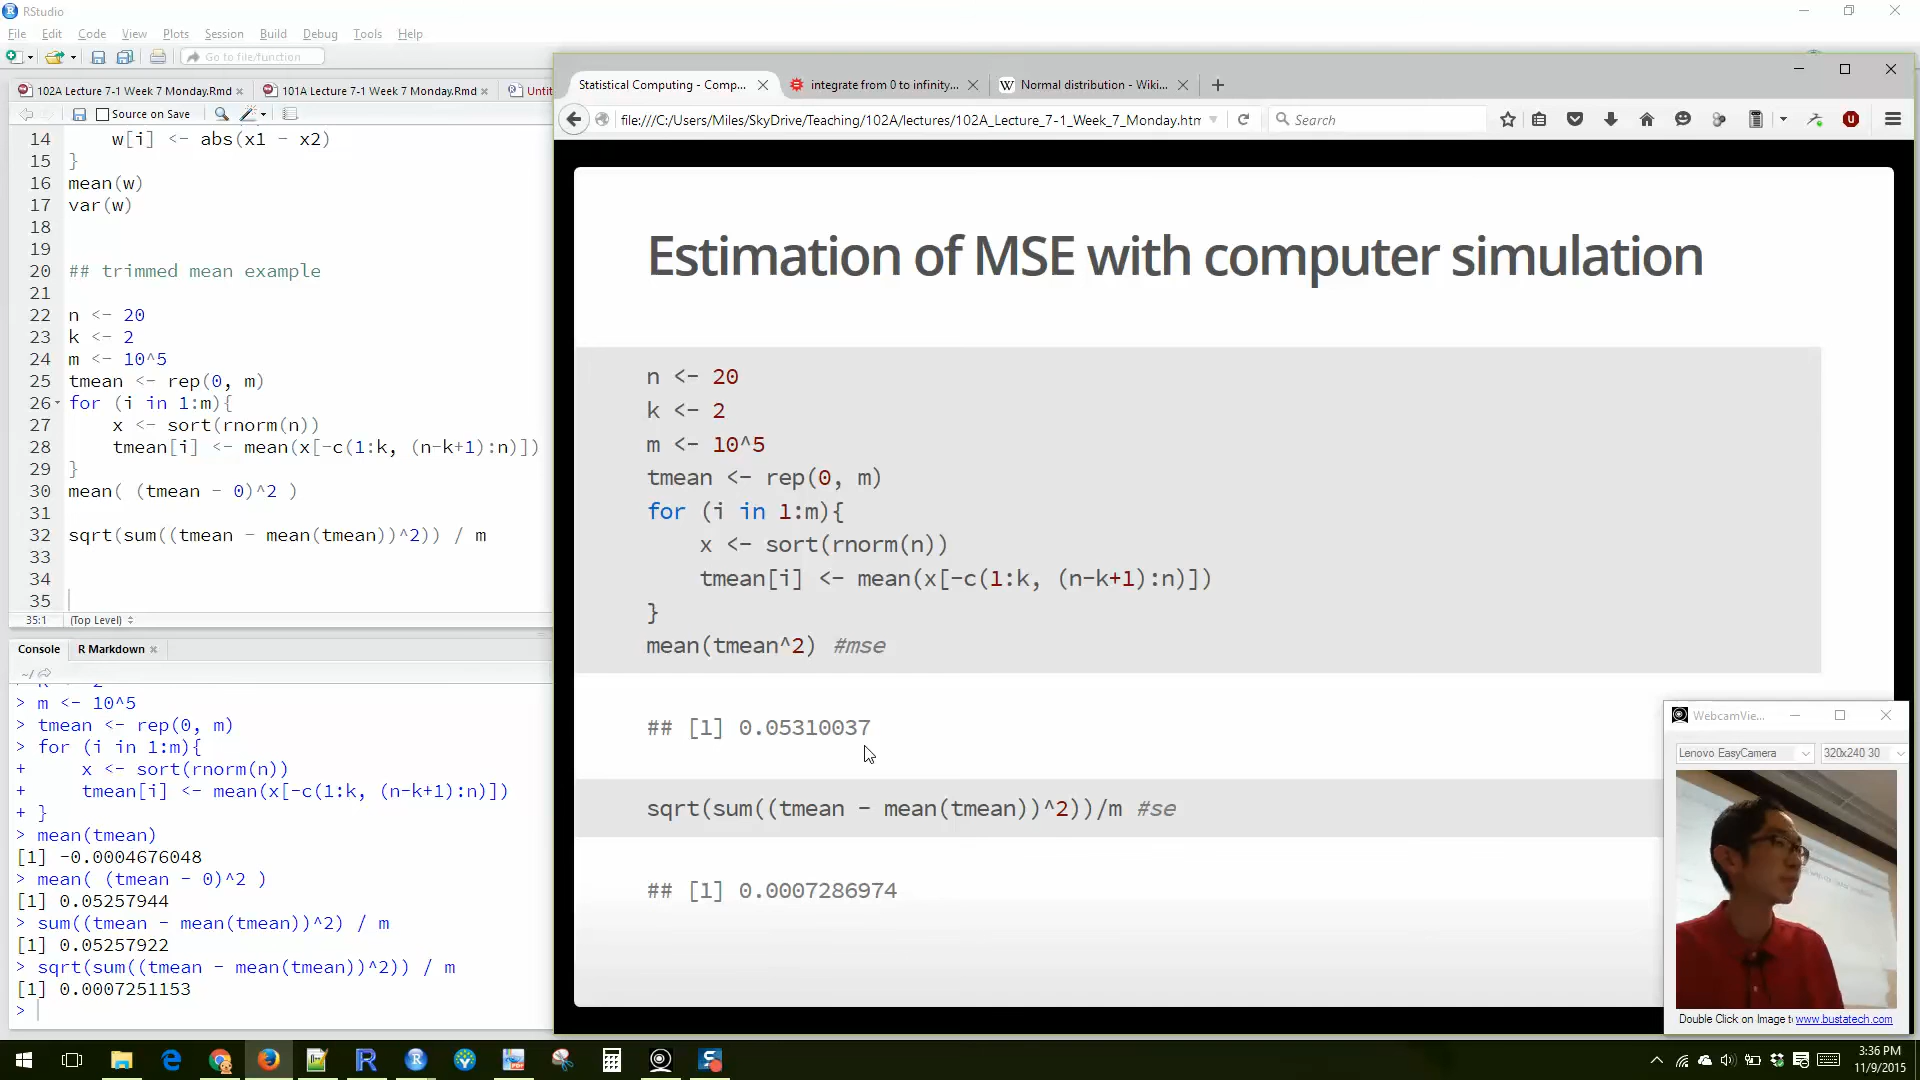 RStudio
File Edit Code View Plots Session Build Debug Tools Help
Go to file/function
102A Lecture 7-1 Week 7 Monday.Rmd × 101A Lecture 7-1 Week 7 Monday.Rmd × Untit
Source on Save
14 w[i] <- abs(x1 - x2)
15 }
16 mean(w)
17 var(w)
18
19
20 ## trimmed mean example
21
22 n <- 20
23 k <- 2
24 m <- 10^5
25 tmean <- rep(0, m)
26 for (i in 1:m){
27 x <- sort(rnorm(n))
28 tmean[i] <- mean(x[-c(1:k, (n-k+1):n)])
29 }
30 mean( (tmean - 0)^2 )
31
32 sqrt(sum((tmean - mean(tmean))^2)) / m
33
34
35
35:1 (Top Level)
Console R Markdown ×
~/
> m <- 10^5
> tmean <- rep(0, m)
> for (i in 1:m){
+ x <- sort(rnorm(n))
+ tmean[i] <- mean(x[-c(1:k, (n-k+1):n)])
+ }
> mean(tmean)
[1] -0.0004676048
> mean( (tmean - 0)^2 )
[1] 0.05257944
> sum((tmean - mean(tmean))^2) / m
[1] 0.05257922
> sqrt(sum((tmean - mean(tmean))^2)) / m
[1] 0.0007251153
>
Statistical Computing - Comp... integrate from 0 to infinity... W Normal distribution - Wiki...
file:///C:/Users/Miles/SkyDrive/Teaching/102A/lectures/102A_Lecture_7-1_Week_7_Monday.htm Search
Estimation of MSE with computer simulation
n <- 20
k <- 2
m <- 10^5
tmean <- rep(0, m)
for (i in 1:m){
x <- sort(rnorm(n))
tmean[i] <- mean(x[-c(1:k, (n-k+1):n)])
}
mean(tmean^2) #mse
## [1] 0.05310037
sqrt(sum((tmean - mean(tmean))^2))/m #se
## [1] 0.0007286974
WebcamVie...
Lenovo EasyCamera 320x240 30
Double Click on Image t www.bustatech.com
3:36 PM
11/9/2015